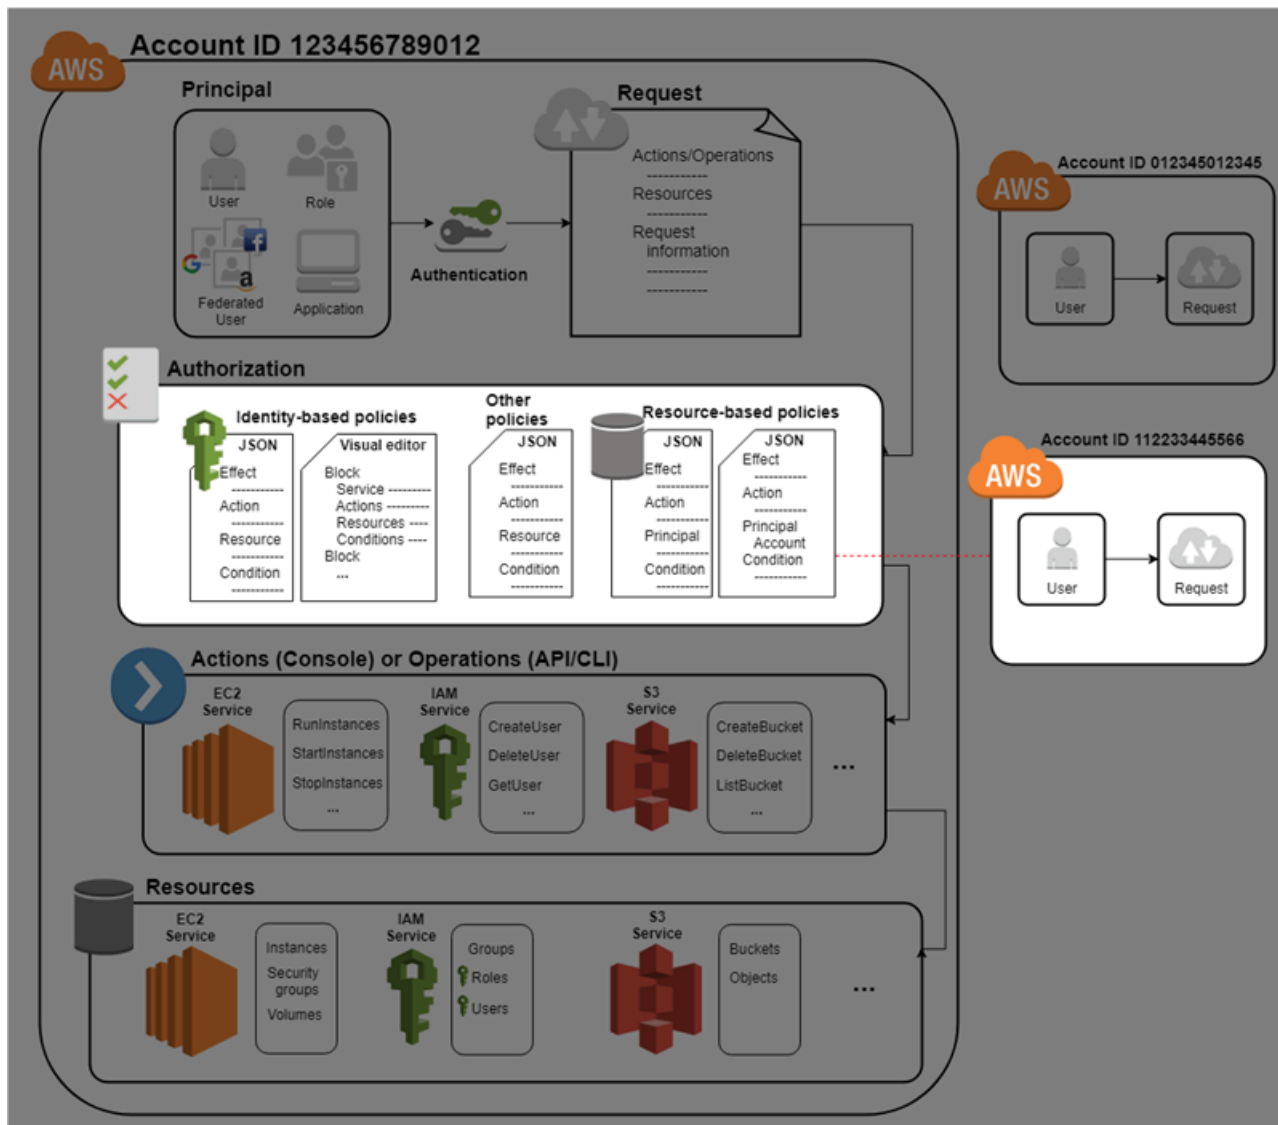 AWS
Account ID 123456789012
Principal
User
Role
Federated
User
Application
Authentication
Request
Actions/Operations
-----------
Resources
-----------
Request
information
-----------
-----------
AWS
Account ID 012345012345
User
Request
Authorization
Identity-based policies
JSON
Effect
-----------
Action
-----------
Resource
-----------
Condition
-----------
Visual editor
Block
Service ---------
Actions ---------
Resources ----
Conditions ----
Block
...
Other
policies
JSON
Effect
-----------
Action
-----------
Resource
-----------
Condition
-----------
Resource-based policies
JSON
Effect
-----------
Action
-----------
Principal
-----------
Condition
-----------
JSON
Effect
-----------
Action
-----------
Principal
Account
Condition
-----------
AWS
Account ID 112233445566
User
Request
Actions (Console) or Operations (API/CLI)
EC2
Service
RunInstances
StartInstances
StopInstances
...
IAM
Service
CreateUser
DeleteUser
GetUser
...
S3
Service
CreateBucket
DeleteBucket
ListBucket
...
...
Resources
EC2
Service
Instances
Security
groups
Volumes
IAM
Service
Groups
Roles
Users
S3
Service
Buckets
Objects
...